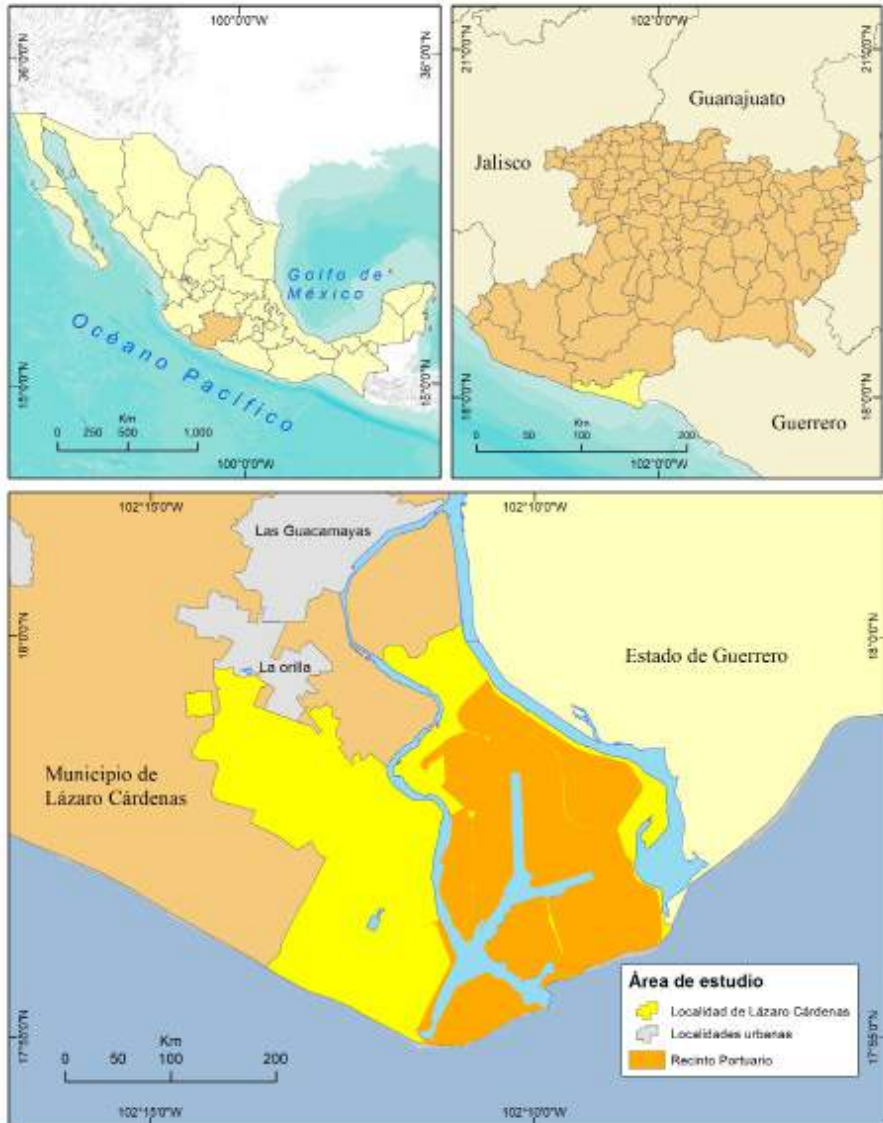 100°0'0"W
36°0'0"N
36°0'0"N
Golfo de
México
Océano Pacífico
15°0'0"N
15°0'0"N
Km
0 250 500 1,000
100°0'0"W
102°0'0"W
21°0'0"N
21°0'0"N
Guanajuato
Jalisco
18°0'0"N
18°0'0"N
Guerrero
Km
0 50 100 200
102°0'0"W
102°15'0"W
102°10'0"W
Las Guacamayas
18°0'0"N
18°0'0"N
La orilla
Estado de Guerrero
Municipio de
Lázaro Cárdenas
Área de estudio
Localidad de Lázaro Cárdenas
Localidades urbanas
Recinto Portuario
17°55'0"N
17°55'0"N
Km
0 50 100 200
102°15'0"W
102°10'0"W